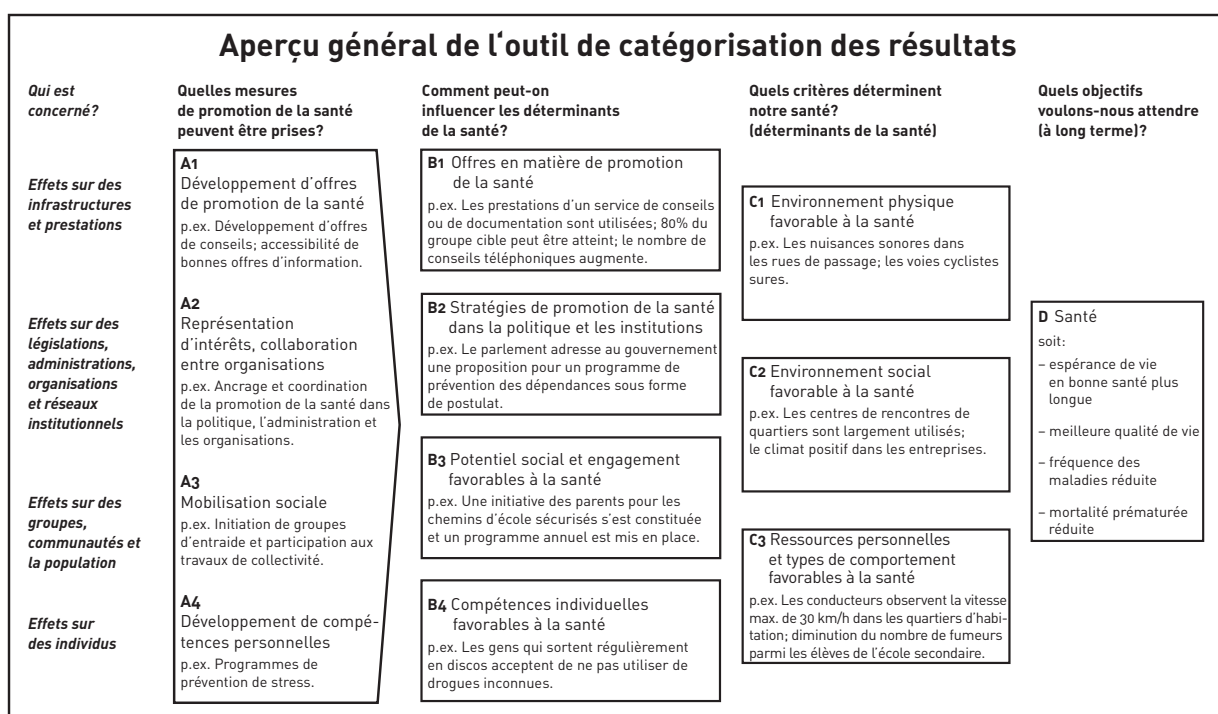 Aperçu général de l‘outil de catégorisation des résultats
Qui est
concerné?
Quelles mesures
de promotion de la santé
peuvent être prises?
Comment peut-on
influencer les déterminants
de la santé?
Quels critères déterminent
notre santé?
(déterminants de la santé)
Quels objectifs
voulons-nous attendre
(à long terme)?
Effets sur des
infrastructures
et prestations
Effets sur des
législations,
administrations,
organisations
et réseaux
institutionnels
Effets sur des
groupes,
communautés et
la population
Effets sur
des individus
A1
Développement d’offres
de promotion de la santé
p.ex. Développement d’offres
de conseils; accessibilité de
bonnes offres d’information.
A2
Représentation
d’intérêts, collaboration
entre organisations
p.ex. Ancrage et coordination
de la promotion de la santé dans
la politique, l’administration et
les organisations.
A3
Mobilisation sociale
p.ex. Initiation de groupes
d’entraide et participation aux
travaux de collectivité.
A4
Développement de compé-
tences personnelles
p.ex. Programmes de
prévention de stress.
B1 Offres en matière de promotion
de la santé
p.ex. Les prestations d’un service de conseils
ou de documentation sont utilisées; 80% du
groupe cible peut être atteint; le nombre de
conseils téléphoniques augmente.
B2 Stratégies de promotion de la santé
dans la politique et les institutions
p.ex. Le parlement adresse au gouvernement
une proposition pour un programme de
prévention des dépendances sous forme
de postulat.
B3 Potentiel social et engagement
favorables à la santé
p.ex. Une initiative des parents pour les
chemins d’école sécurisés s’est constituée
et un programme annuel est mis en place.
B4 Compétences individuelles
favorables à la santé
p.ex. Les gens qui sortent régulièrement
en discos acceptent de ne pas utiliser de
drogues inconnues.
C1 Environnement physique
favorable à la santé
p.ex. Les nuisances sonores dans
les rues de passage; les voies cyclistes
sures.
C2 Environnement social
favorable à la santé
p.ex. Les centres de rencontres de
quartiers sont largement utilisés;
le climat positif dans les entreprises.
C3 Ressources personnelles
et types de comportement
favorables à la santé
p.ex. Les conducteurs observent la vitesse
max. de 30 km/h dans les quartiers d’habi-
tation; diminution du nombre de fumeurs
parmi les élèves de l’école secondaire.
D Santé
soit:
– espérance de vie
en bonne santé plus
longue
– meilleure qualité de vie
– fréquence des
maladies réduite
– mortalité prématurée
réduite